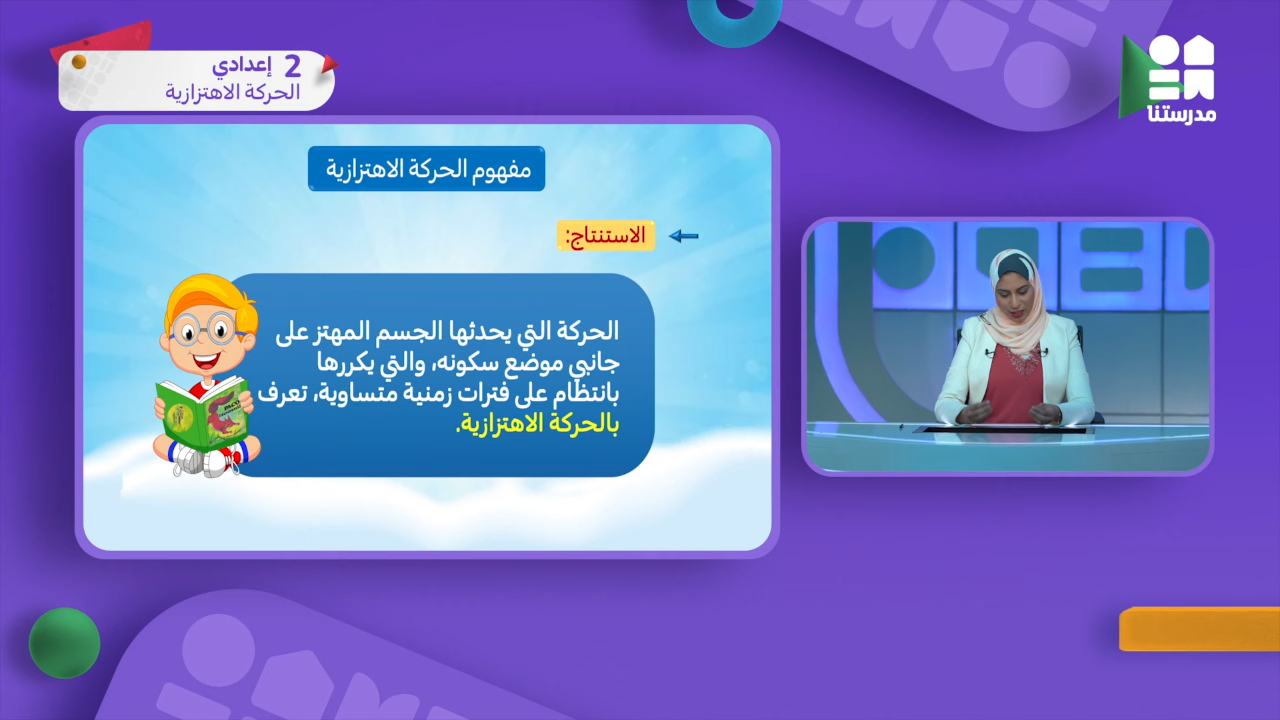 2 إعدادي
الحركة الاهتزازية
مدرستنا
مفهوم الحركة الاهتزازية
الاستنتاج:
الحركة التي يحدثها الجسم المهتز على
جانبي موضع سكونه، والتي يكررها
بانتظام على فترات زمنية متساوية، تعرف
بالحركة الاهتزازية.